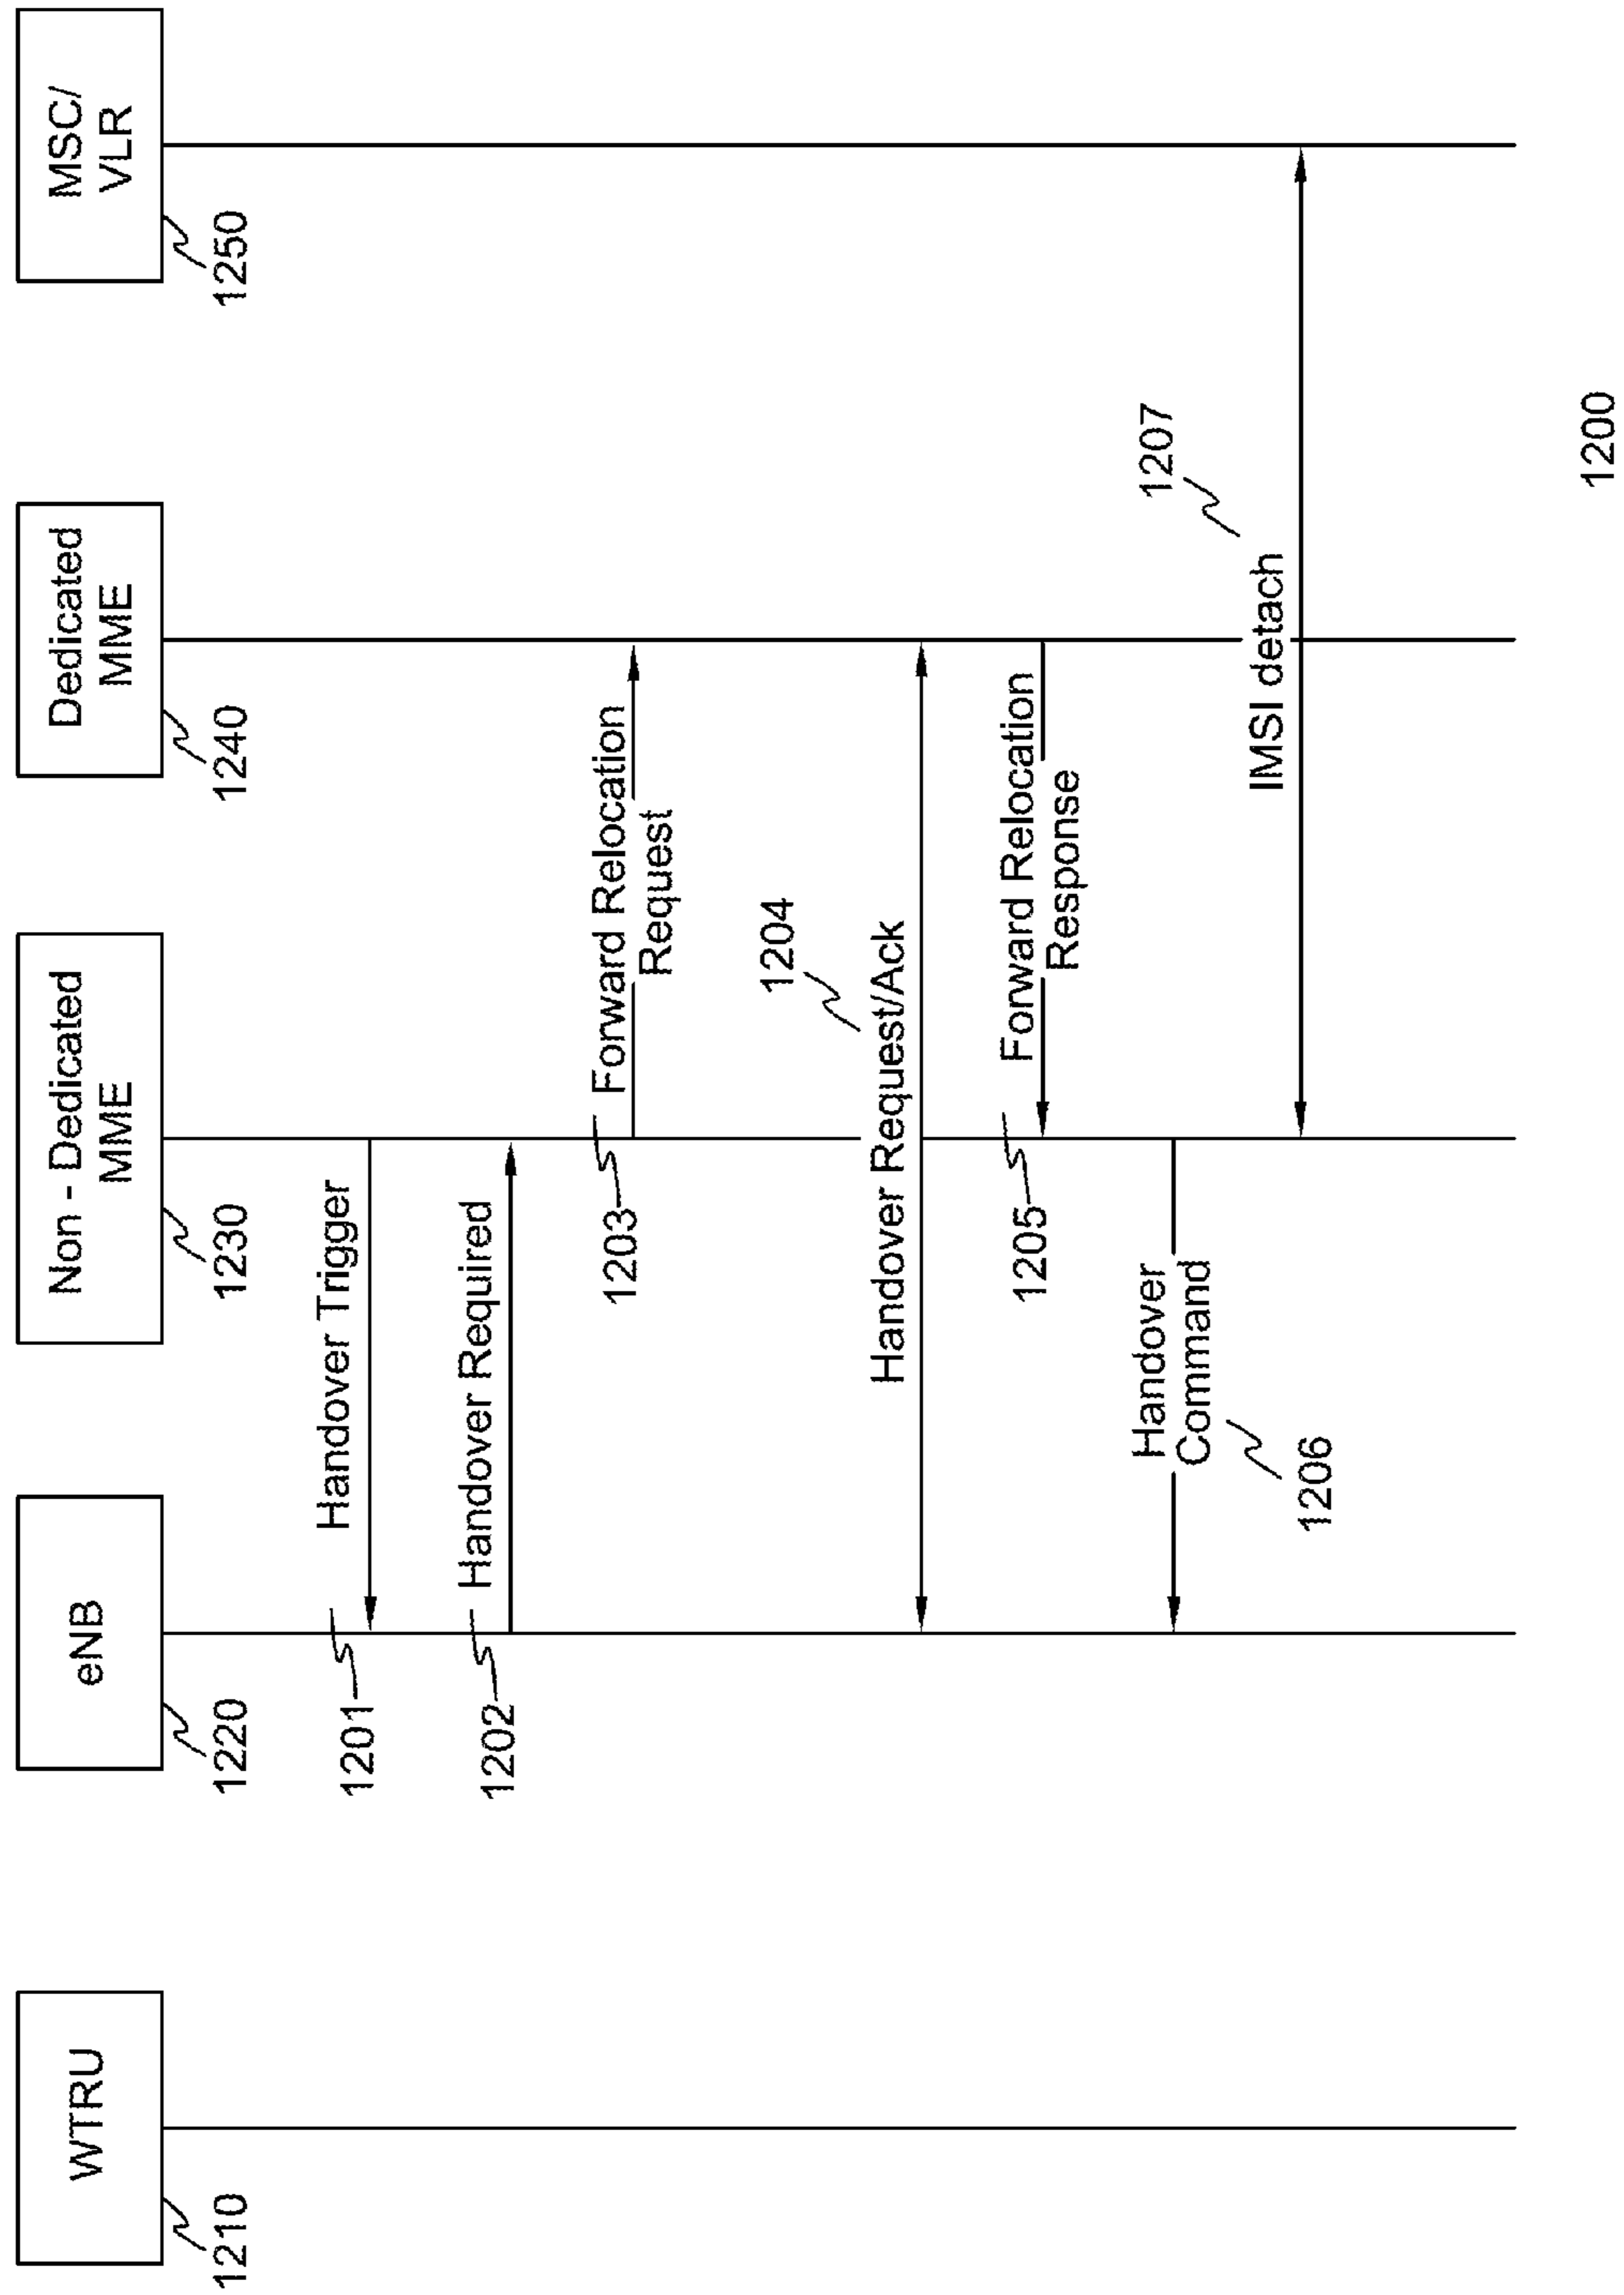 WTRU
1210
eNB
1220
Non - Dedicated
MME
1230
Dedicated
MME
1240
MSC/
VLR
1250
1201
Handover Trigger
1202
Handover Required
1203
Forward Relocation
Request
1204
Handover Request/Ack
1205
Forward Relocation
Response
Handover
Command
1206
1207
IMSI detach
1200